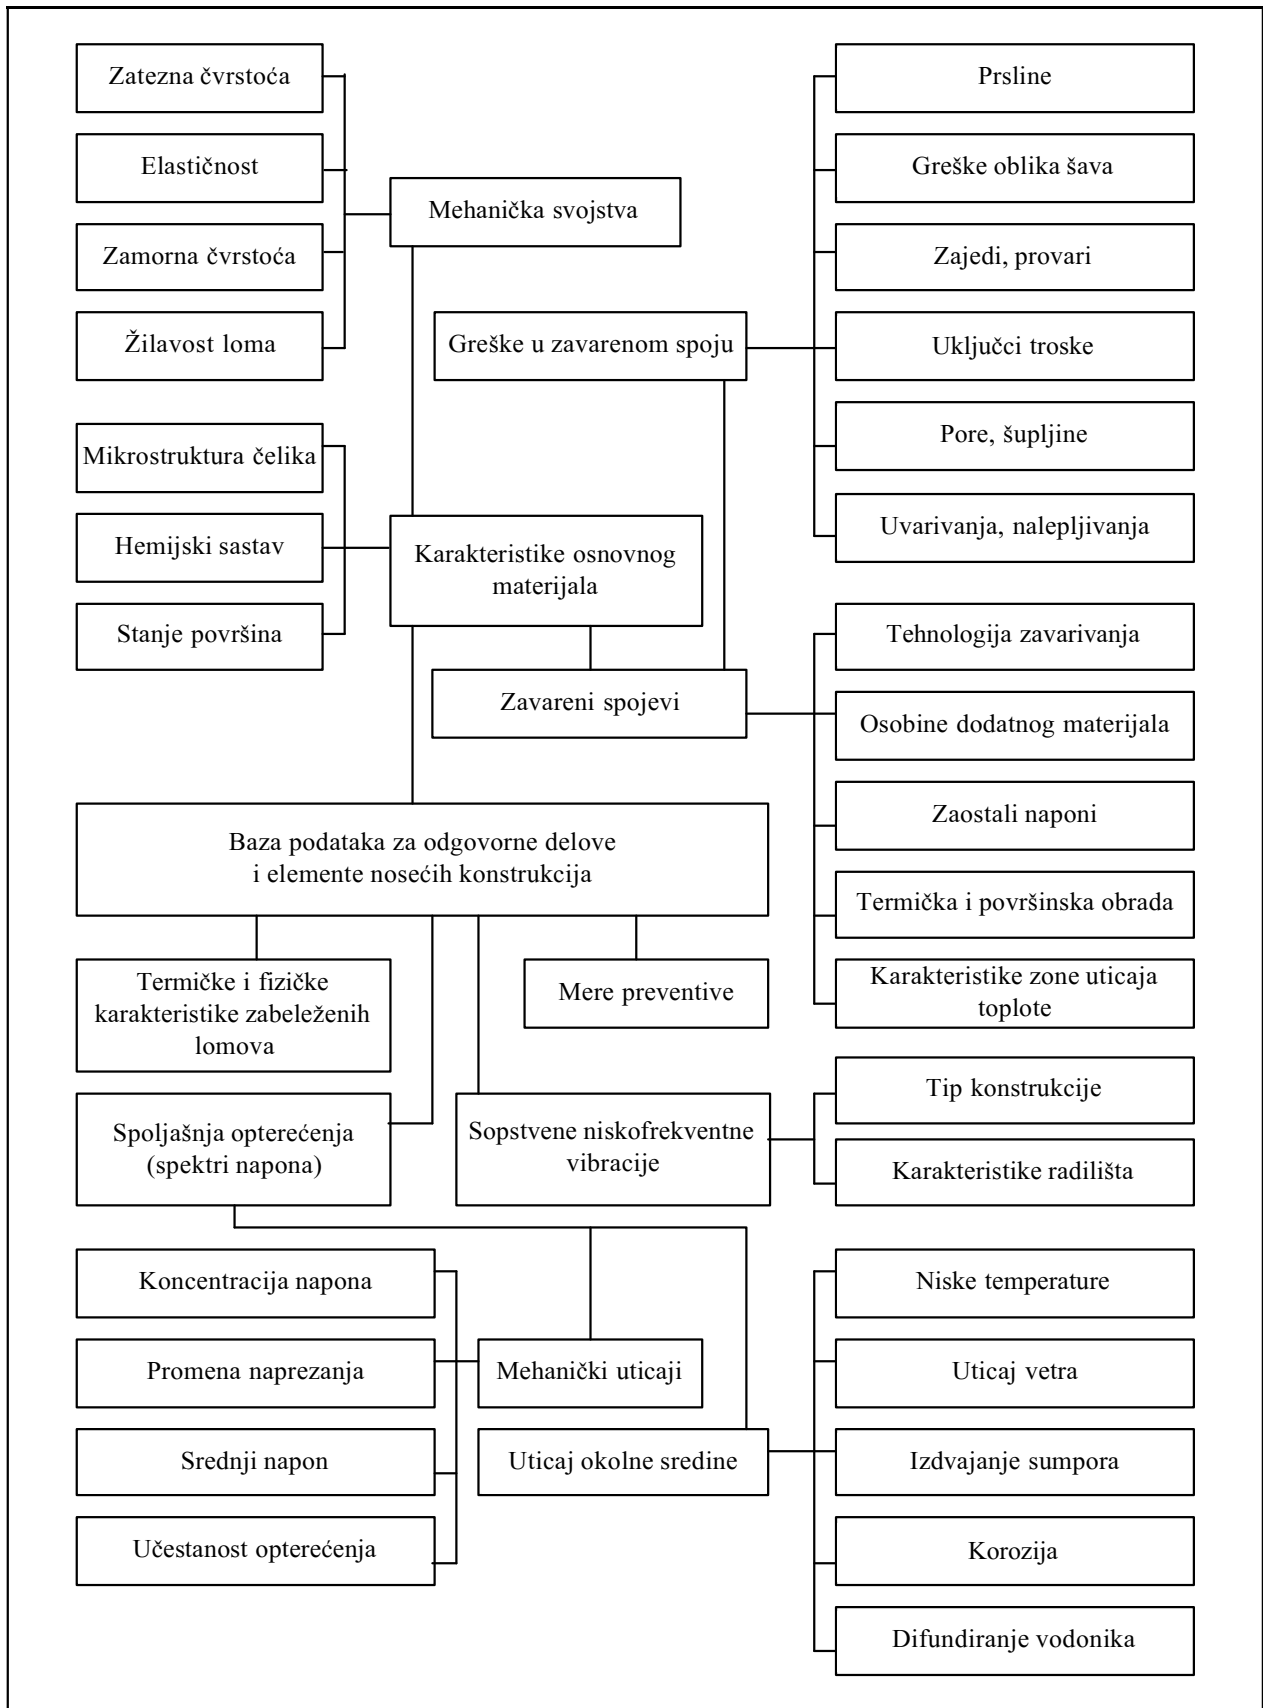 Zatezna čvrstoća
Elastičnost
Zamorna čvrstoća
Žilavost loma
Mehanička svojstva
Prsline
Greške oblika šava
Zajedi, provari
Uključci troske
Pore, šupljine
Uvarivanja, nalepljivanja
Greške u zavarenom spoju
Mikrostruktura čelika
Hemijski sastav
Stanje površina
Karakteristike osnovnog
materijala
Zavareni spojevi
Tehnologija zavarivanja
Osobine dodatnog materijala
Zaostali naponi
Termička i površinska obrada
Karakteristike zone uticaja
toplote
Baza podataka za odgovorne delove
i elemente nosećih konstrukcija
Termičke i fizičke
karakteristike zabeleženih
lomova
Mere preventive
Spoljašnja opterećenja
(spektri napona)
Sopstvene niskofrekventne
vibracije
Tip konstrukcije
Karakteristike radilišta
Koncentracija napona
Promena naprezanja
Srednji napon
Učestanost opterećenja
Mehanički uticaji
Uticaj okolne sredine
Niske temperature
Uticaj vetra
Izdvajanje sumpora
Korozija
Difundiranje vodonika